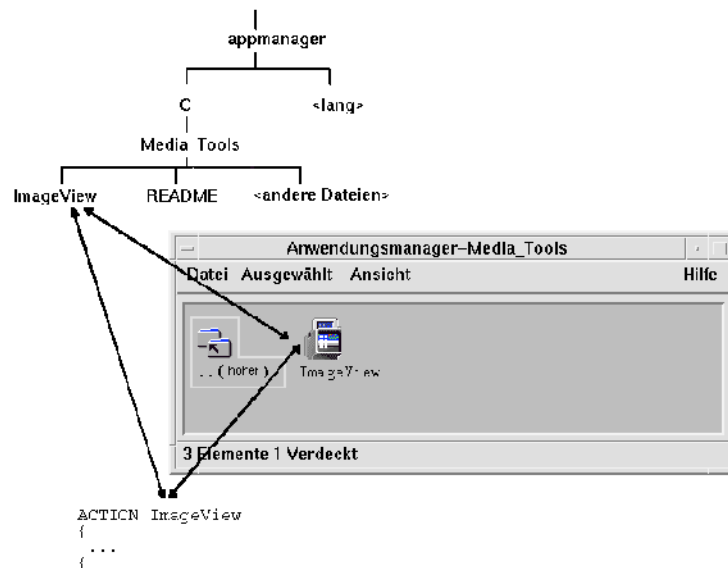 appmanager
C <lang>
Media Tools
ImageView README <andere Dateien>
Anwendungsmanager-Media_Tools
Datei Ausgewählt Ansicht Hilfe
..(höher) ImageView
3 Elemente 1 Verdeckt
ACTION ImageView
{
...
{